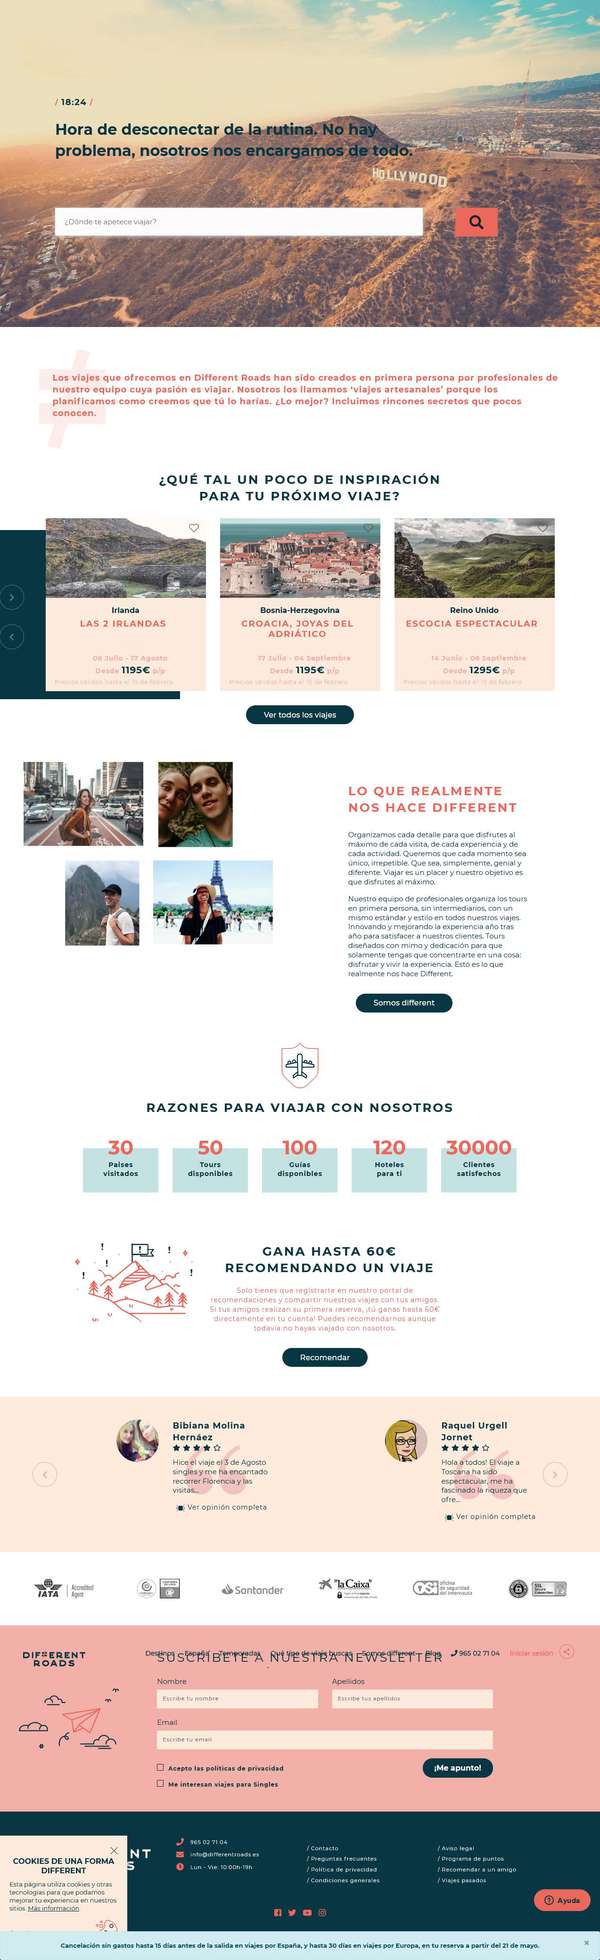 / 18:24 /
Hora de desconectar de la rutina. No hay
problema, nosotros nos encargamos de todo.
HOLLYWOOD
¿Dónde te apetece viajar?
Los viajes que ofrecemos en Different Roads han sido creados en primera persona por profesionales de
nuestro equipo cuya pasión es viajar. Nosotros los llamamos ‘viajes artesanales’ porque los
planificamos como creemos que tú lo harías. ¿Lo mejor? Incluimos rincones secretos que pocos
conocen.
¿QUÉ TAL UN POCO DE INSPIRACIÓN
PARA TU PRÓXIMO VIAJE?
Irlanda
LAS 2 IRLANDAS
06 Julio - 17 Agosto
Desde 1195€ p/p
Precios válidos hasta el 15 de febrero
Bosnia-Herzegovina
CROACIA, JOYAS DEL
ADRIÁTICO
17 Julio - 04 Septiembre
Desde 1195€ p/p
Precios válidos hasta el 15 de febrero
Reino Unido
ESCOCIA ESPECTACULAR
14 Junio - 06 Septiembre
Desde 1295€ p/p
Precios válidos hasta el 15 de febrero
Ver todos los viajes
LO QUE REALMENTE
NOS HACE DIFFERENT
Organizamos cada detalle para que disfrutes al
máximo de cada visita, de cada experiencia y de
cada actividad. Queremos que cada momento sea
único, irrepetible. Que sea, simplemente, genial y
diferente. Viajar es un placer y nuestro objetivo es
que disfrutes al máximo.
Nuestro equipo de profesionales organiza los tours
en primera persona, sin intermediarios, con un
mismo estándar y estilo en todos nuestros viajes.
Innovando y mejorando la experiencia año tras
año para satisfacer a nuestros clientes. Tours
diseñados con mimo y dedicación para que
solamente tengas que concentrarte en una cosa:
disfrutar y vivir la experiencia. Esto es lo que
realmente nos hace Different.
Somos different
RAZONES PARA VIAJAR CON NOSOTROS
30
Paises
visitados
50
Tours
disponibles
100
Guías
disponibles
120
Hoteles
para ti
30000
Clientes
satisfechos
GANA HASTA 60€
RECOMENDANDO UN VIAJE
Solo tienes que registrarte en nuestro portal de
recomendaciones y compartir nuestros viajes con tus amigos.
Si tus amigos realizan su primera reserva, ¡tú ganas hasta 60€
directamente en tu cuenta! Puedes recomendarnos aunque
todavía no hayas viajado con nosotros.
Recomendar
Bibiana Molina
Hernáez
Hice el viaje el 3 de Agosto
singles y me ha encantado
recorrer Florencia y las
visitas...
Ver opinión completa
Raquel Urgell
Jornet
Hola a todos! El viaje a
Toscana ha sido
espectacular, me ha
fascinado la riqueza que
ofre...
Ver opinión completa
IATA Accredited Agent
Santander
"la Caixa"
OSI oficina de seguridad del internauta
SSL
DIFFERENT
ROADS
Destinos España Temporadas Qué tipo de viaje buscas Somos different Blog 965 02 71 04 Iniciar sesión
SUSCRÍBETE A NUESTRA NEWSLETTER
Nombre
Apellidos
Escribe tu nombre
Escribe tus apellidos
Email
Escribe tu email
Acepto las políticas de privacidad
Me interesan viajes para Singles
¡Me apunto!
965 02 71 04
info@differentroads.es
Lun - Vie: 10:00h-19h
/ Contacto
/ Preguntas frecuentes
/ Política de privacidad
/ Condiciones generales
/ Aviso legal
/ Programa de puntos
/ Recomendar a un amigo
/ Viajes pasados
COOKIES DE UNA FORMA
DIFFERENT
Esta página utiliza cookies y otras
tecnologías para que podamos
mejorar tu experiencia en nuestros
sitios. Más información.
Ayuda
Cancelación sin gastos hasta 15 días antes de la salida en viajes por España, y hasta 30 días en viajes por Europa, en tu reserva a partir del 21 de mayo.